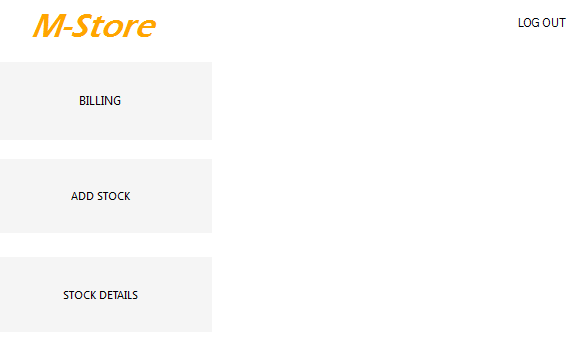 M-Store
LOG OUT
BILLING
ADD STOCK
STOCK DETAILS